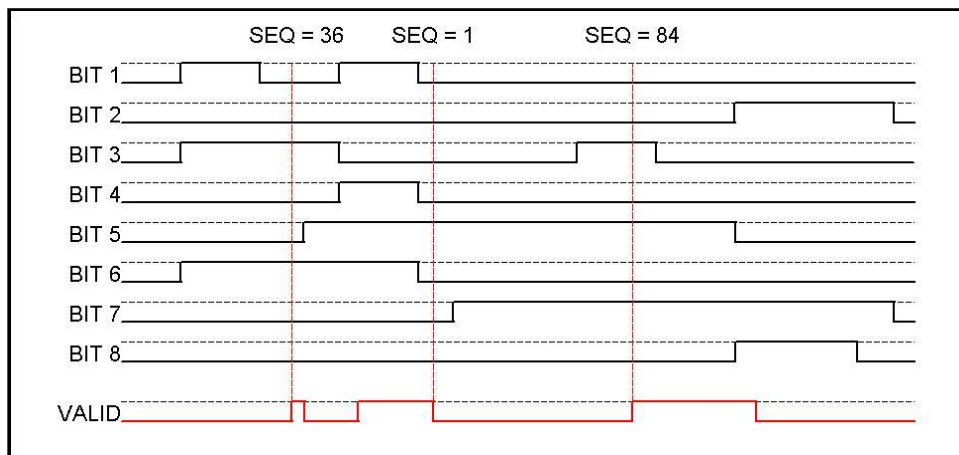 SEQ = 36 SEQ = 1 SEQ = 84
BIT 1
BIT 2
BIT 3
BIT 4
BIT 5
BIT 6
BIT 7
BIT 8
VALID